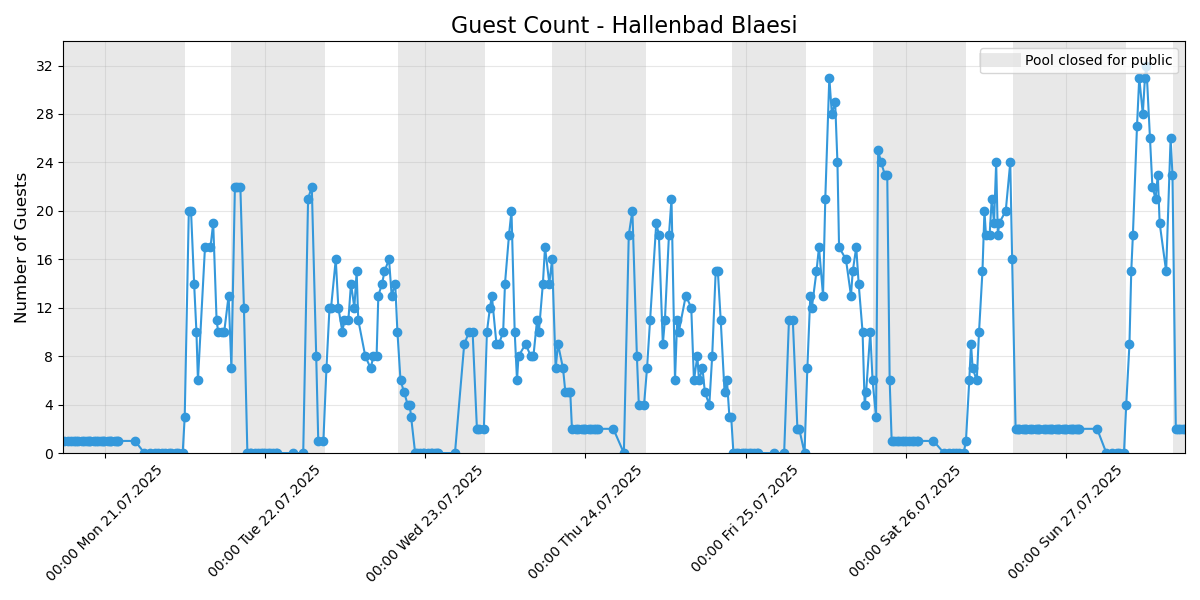 Guest Count - Hallenbad Blaesi
Pool closed for public
Number of Guests
32
28
24
20
16
12
8
4
0
00:00 Mon 21.07.2025
00:00 Tue 22.07.2025
00:00 Wed 23.07.2025
00:00 Thu 24.07.2025
00:00 Fri 25.07.2025
00:00 Sat 26.07.2025
00:00 Sun 27.07.2025